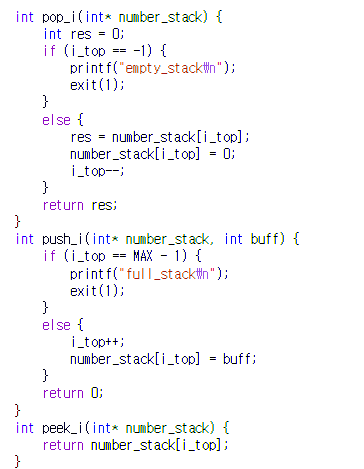 int pop_i(int* number_stack) {
    int res = 0;
    if (i_top == -1) {
        printf("empty_stack₩n");
        exit(1);
    }
    else {
        res = number_stack[i_top];
        number_stack[i_top] = 0;
        i_top--;
    }
    return res;
}
int push_i(int* number_stack, int buff) {
    if (i_top == MAX - 1) {
        printf("full_stack₩n");
        exit(1);
    }
    else {
        i_top++;
        number_stack[i_top] = buff;
    }
    return 0;
}
int peek_i(int* number_stack) {
    return number_stack[i_top];
}